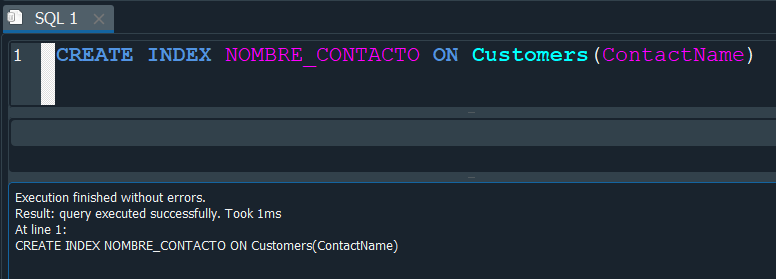 SQL 1
1 CREATE INDEX NOMBRE_CONTACTO ON Customers(ContactName)
Execution finished without errors.
Result: query executed successfully. Took 1ms
At line 1:
CREATE INDEX NOMBRE_CONTACTO ON Customers(ContactName)